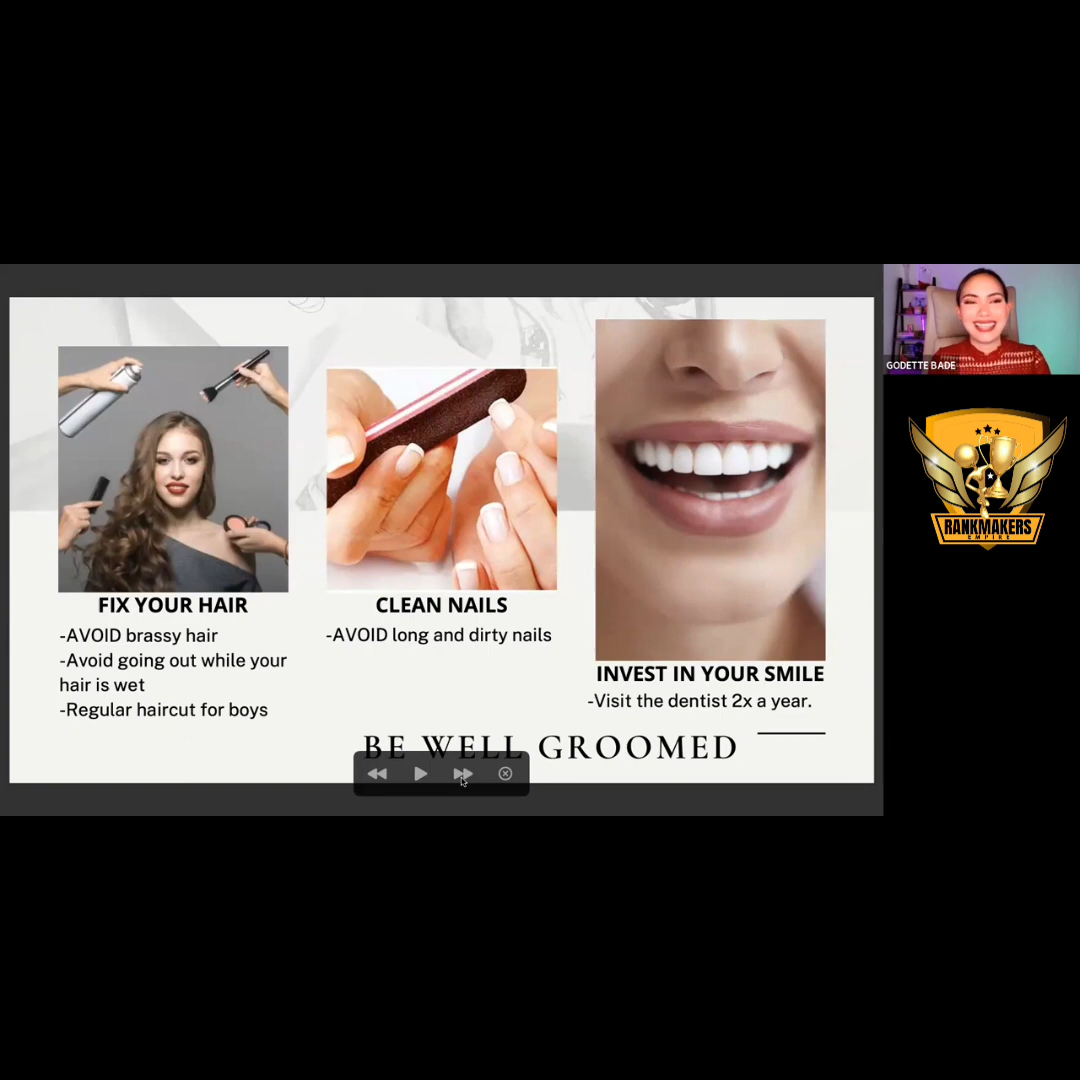 FIX YOUR HAIR
-AVOID brassy hair
-Avoid going out while your
hair is wet
-Regular haircut for boys
CLEAN NAILS
-AVOID long and dirty nails
INVEST IN YOUR SMILE
-Visit the dentist 2x a year.
BE WELL GROOMED
GODETTE BADE
RANKMAKERS
EMPIRE